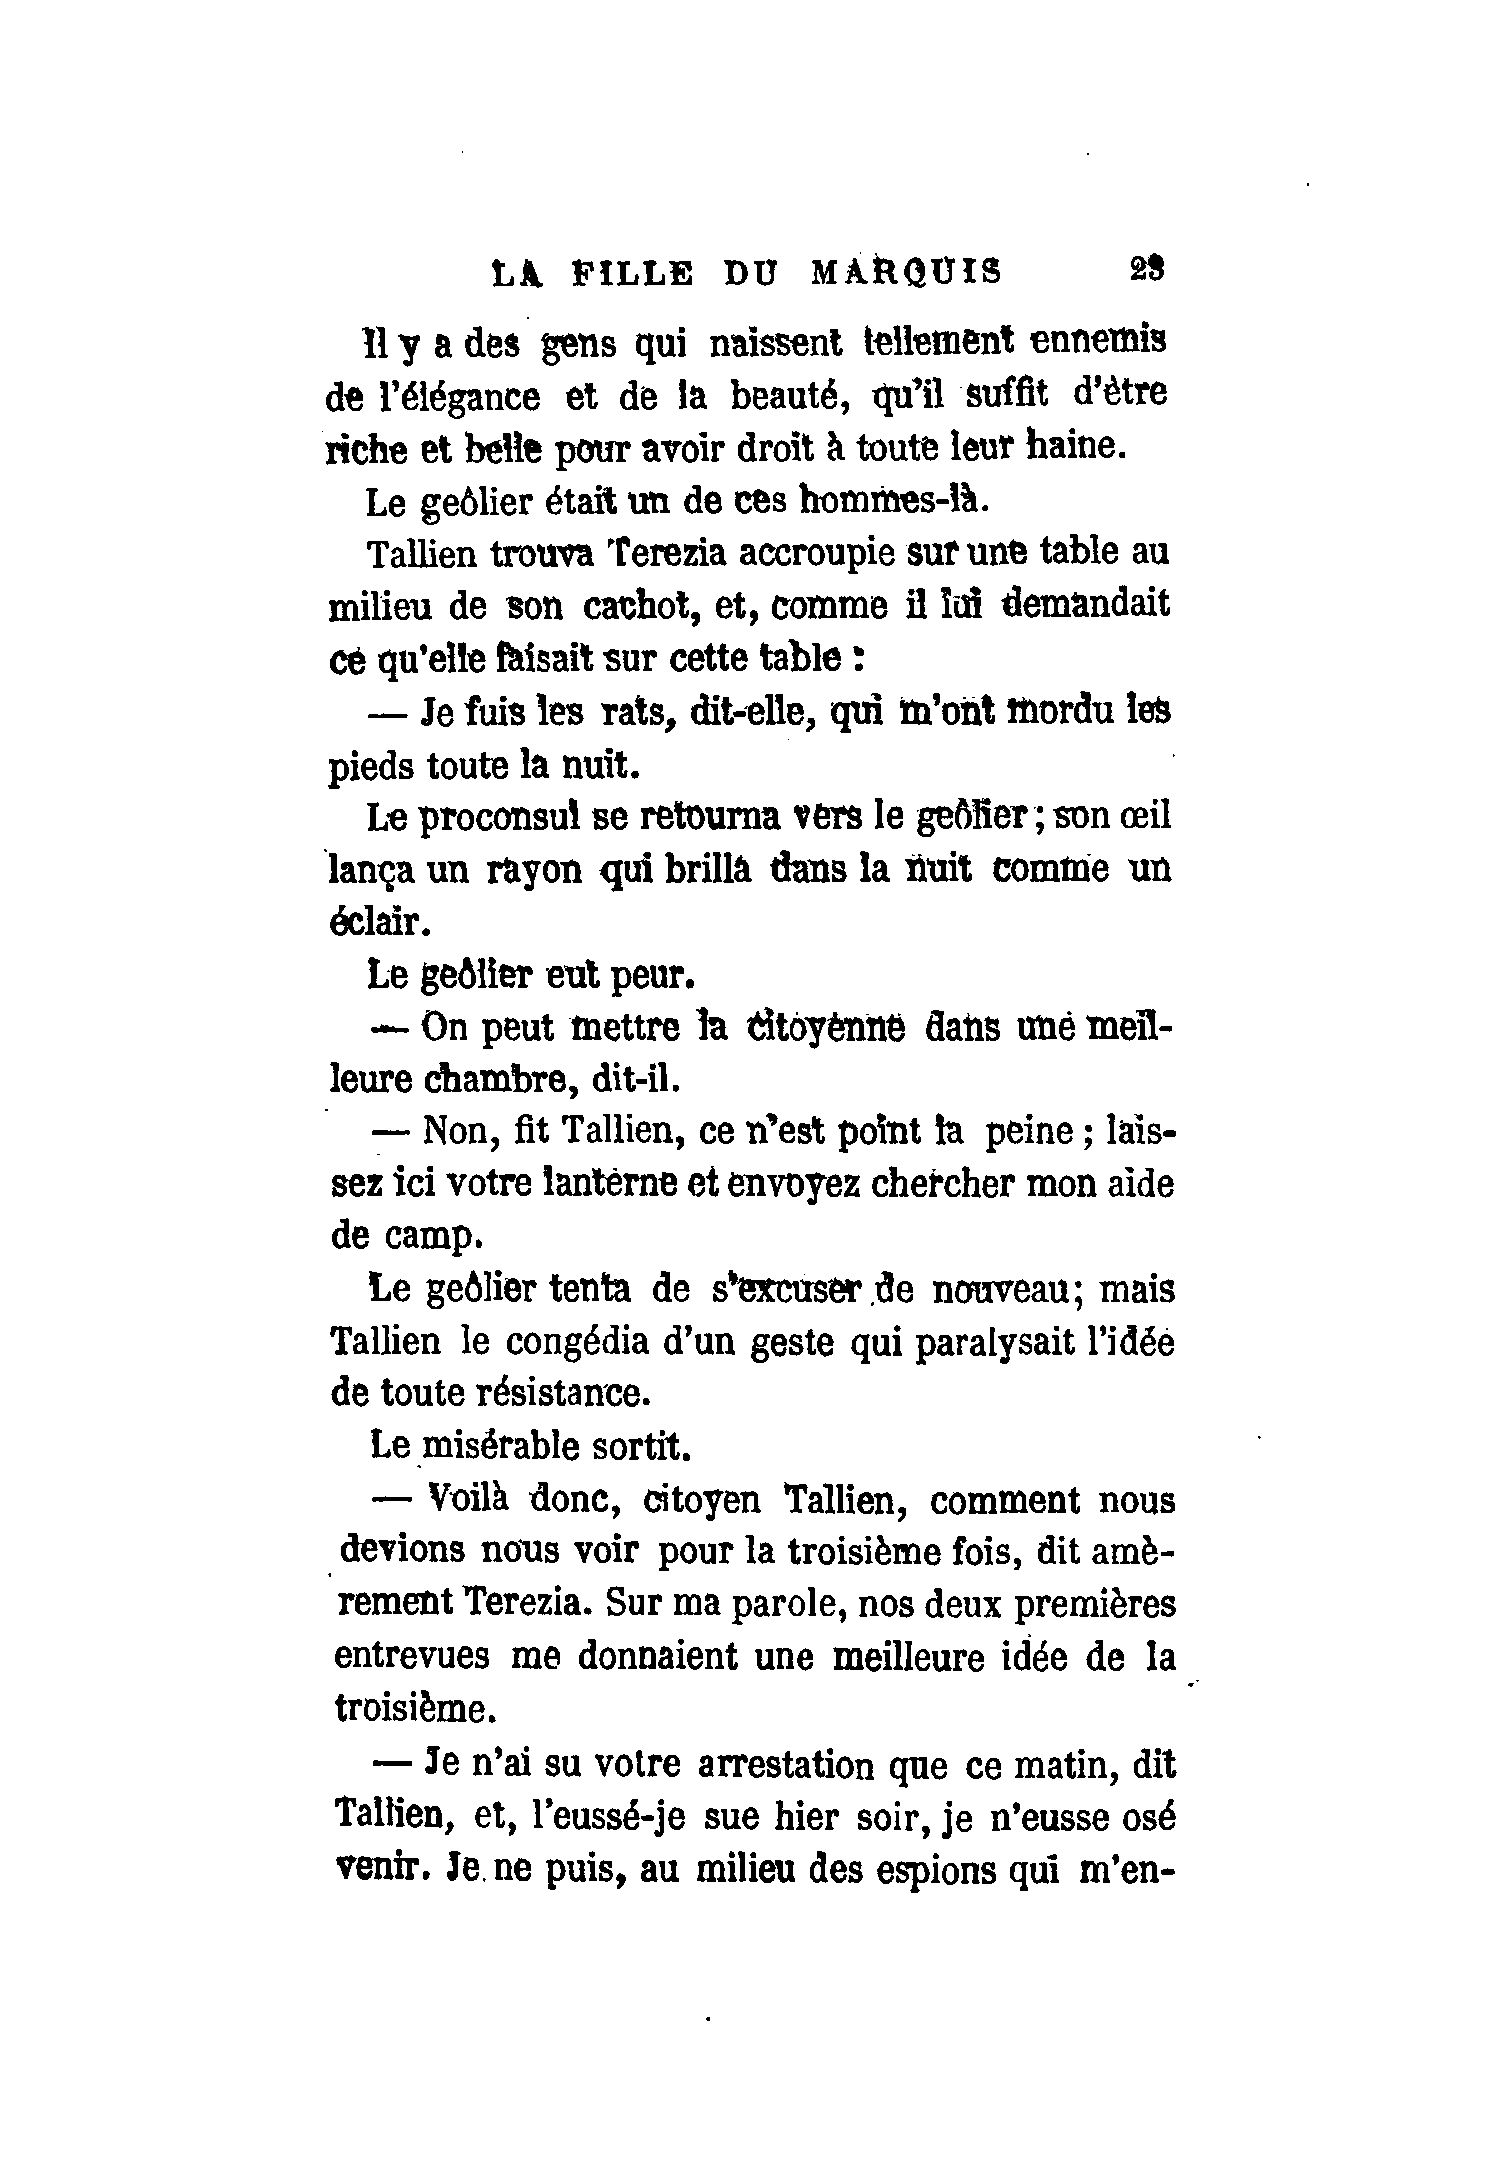 LA FILLE DU MARQUIS 23
Il y a des gens qui naissent tellement ennemis
de l'élégance et de la beauté, qu'il suffit d'être
riche et belle pour avoir droit à toute leur haine.
Le geôlier était un de ces hommes-là.
Tallien trouva Terezia accroupie sur une table au
milieu de son cachot, et, comme il lui demandait
ce qu'elle faisait sur cette table :
— Je fuis les rats, dit-elle, qui m'ont mordu les
pieds toute la nuit.
Le proconsul se retourna vers le geôlier ; son œil
lança un rayon qui brilla dans la nuit comme un
éclair.
Le geôlier eut peur.
— On peut mettre la citoyenne dans une meil-
leure chambre, dit-il.
— Non, fit Tallien, ce n'est point la peine ; lais-
sez ici votre lanterne et envoyez chercher mon aide
de camp.
Le geôlier tenta de s'excuser de nouveau; mais
Tallien le congédia d'un geste qui paralysait l'idée
de toute résistance.
Le misérable sortit.
— Voilà donc, citoyen Tallien, comment nous
devions nous voir pour la troisième fois, dit amè-
rement Terezia. Sur ma parole, nos deux premières
entrevues me donnaient une meilleure idée de la
troisième.
— Je n'ai su votre arrestation que ce matin, dit
Tallien, et, l'eussé-je sue hier soir, je n'eusse osé
venir. Je ne puis, au milieu des espions qui m'en-